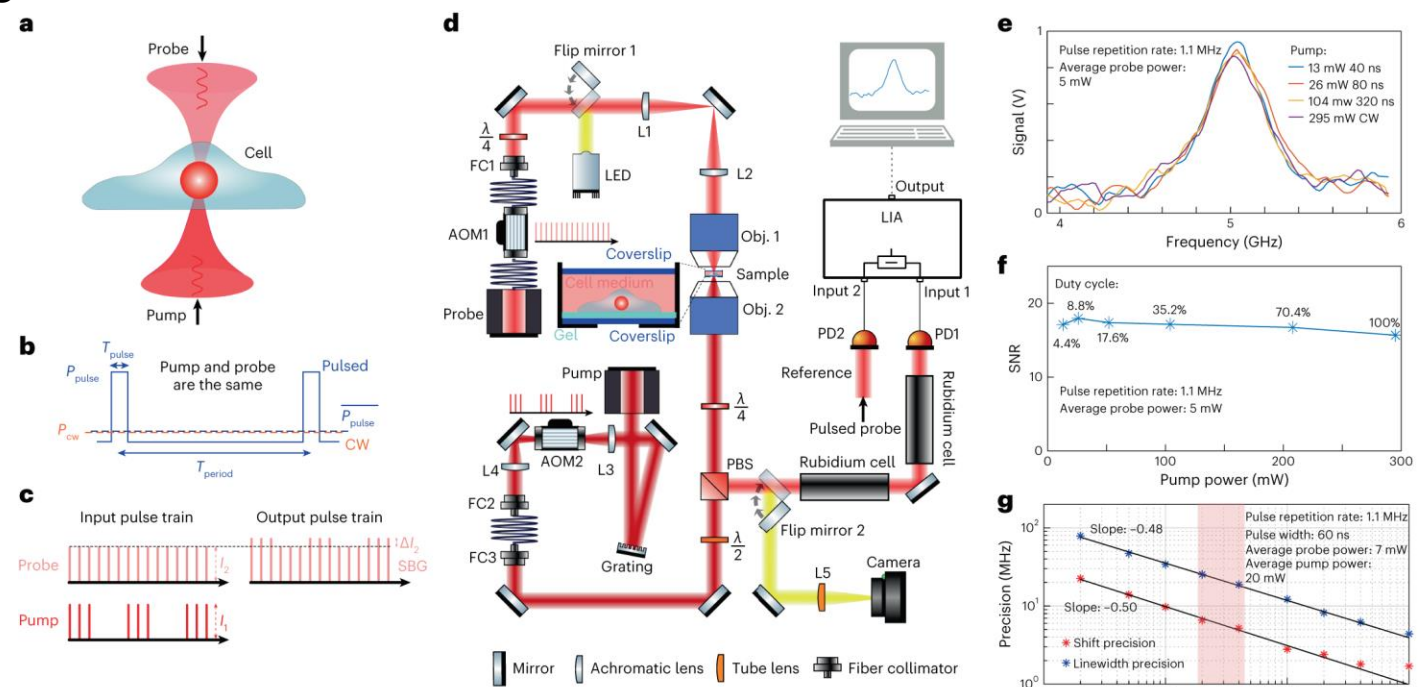 a
Probe
Cell
Pump
b
T_pulse
P_pulse
Pump and probe
are the same
Pulsed
P_pulse
P_cw
CW
T_period
c
Input pulse train
Output pulse train
Probe
I_2
ΔI_2
SBG
Pump
I_1
d
Flip mirror 1
λ/4
L1
FC1
LED
L2
AOM1
Obj. 1
Coverslip
Sample
Cell medium
Probe
Gel
Coverslip
Obj. 2
Output
LIA
Input 2
Input 1
PD2
PD1
Reference
Pulsed probe
Rubidium cell
Pump
λ/4
AOM2
L3
L4
PBS
Rubidium cell
FC2
Flip mirror 2
FC3
λ/2
Grating
L5
Camera
Mirror
Achromatic lens
Tube lens
Fiber collimator
e
1
Pulse repetition rate: 1.1 MHz
Average probe power:
5 mW
Pump:
13 mW 40 ns
26 mW 80 ns
104 mw 320 ns
295 mW CW
Signal (V)
0
4
5
6
Frequency (GHz)
f
Duty cycle:
20
8.8%
35.2%
70.4%
100%
4.4%
17.6%
SNR
10
Pulse repetition rate: 1.1 MHz
Average probe power: 5 mW
0
0
100
200
300
Pump power (mW)
g
10²
Slope: −0.48
Pulse repetition rate: 1.1 MHz
Pulse width: 60 ns
Average probe power: 7 mW
Average pump power:
20 mW
Precision (MHz)
10¹
Slope: −0.50
Shift precision
Linewidth precision
10⁰